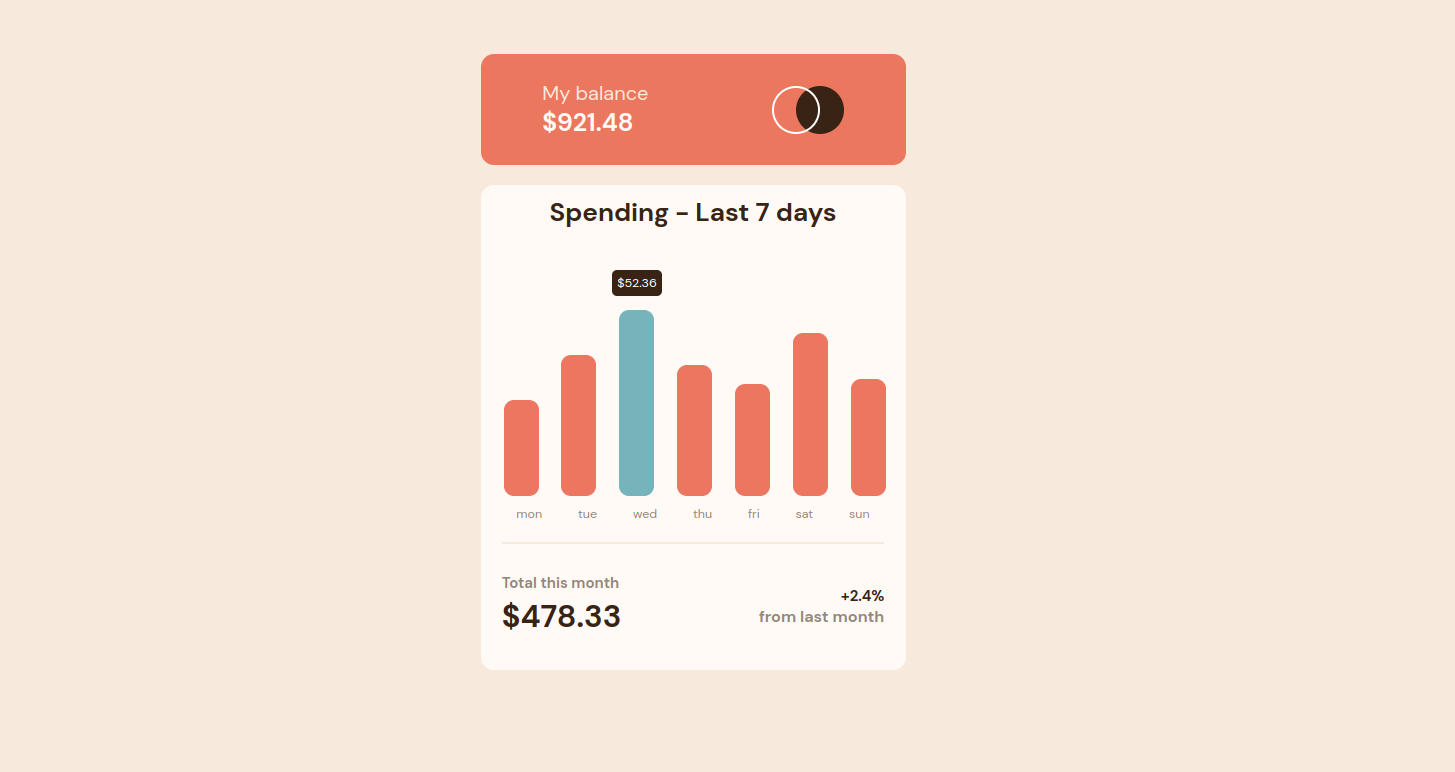 My balance
$921.48
Spending - Last 7 days
$52.36
mon tue wed thu fri sat sun
Total this month
$478.33
+2.4%
from last month